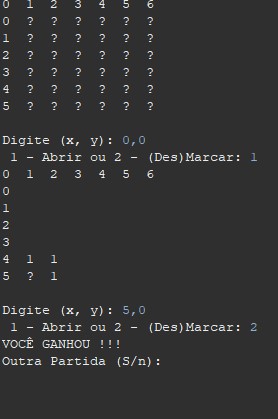 0 1 2 3 4 5 6
0 ? ? ? ? ? ?
1 ? ? ? ? ? ?
2 ? ? ? ? ? ?
3 ? ? ? ? ? ?
4 ? ? ? ? ? ?
5 ? ? ? ? ? ?
Digite (x, y): 0,0
1 - Abrir ou 2 - (Des)Marcar: 1
0 1 2 3 4 5 6
0
1
2
3
4 1 1
5 ? 1
Digite (x, y): 5,0
1 - Abrir ou 2 - (Des)Marcar: 2
VOCÊ GANHOU !!!
Outra Partida (S/n):